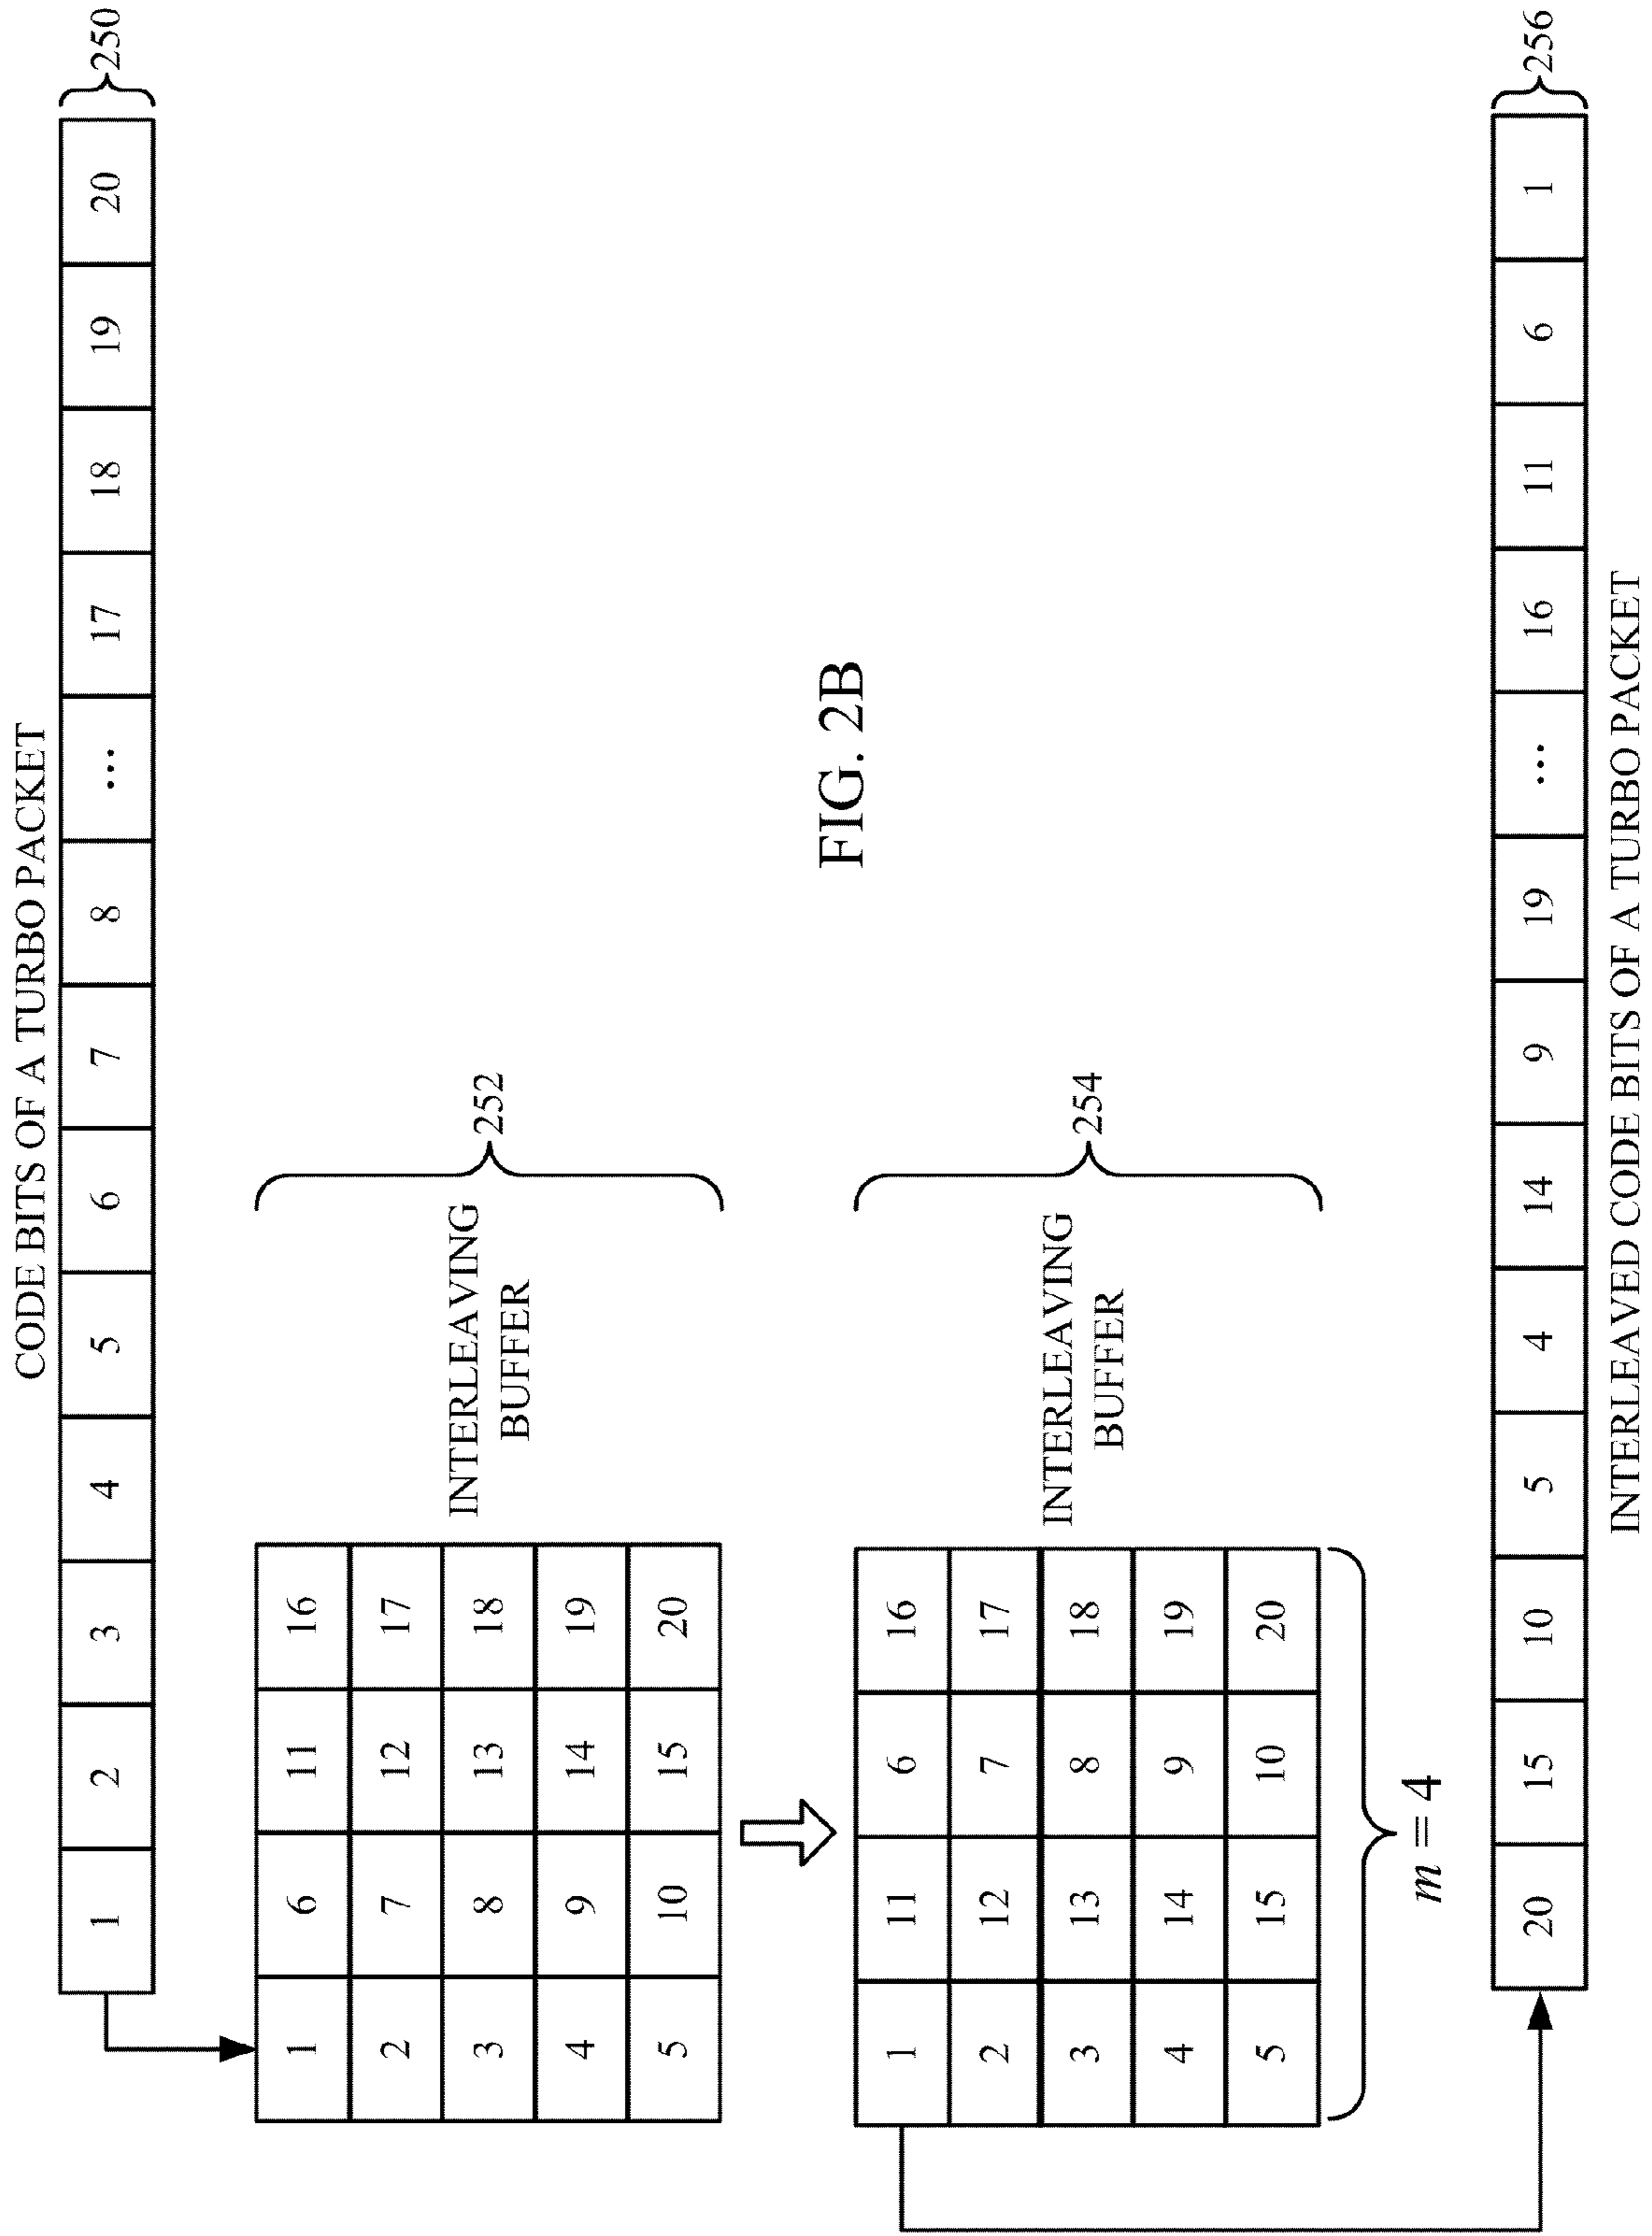 CODE BITS OF A TURBO PACKET
1 2 3 4 5 6 7 8 ... 17 18 19 20
250
1 6 11 16
2 7 12 17
3 8 13 18
4 9 14 19
5 10 15 20
INTERLEAVING
BUFFER
252
1 11 6 16
2 12 7 17
3 13 8 18
4 14 9 19
5 15 10 20
INTERLEAVING
BUFFER
254
m = 4
FIG. 2B
20 15 10 5 4 14 9 19 ... 16 11 6 1
256
INTERLEAVED CODE BITS OF A TURBO PACKET